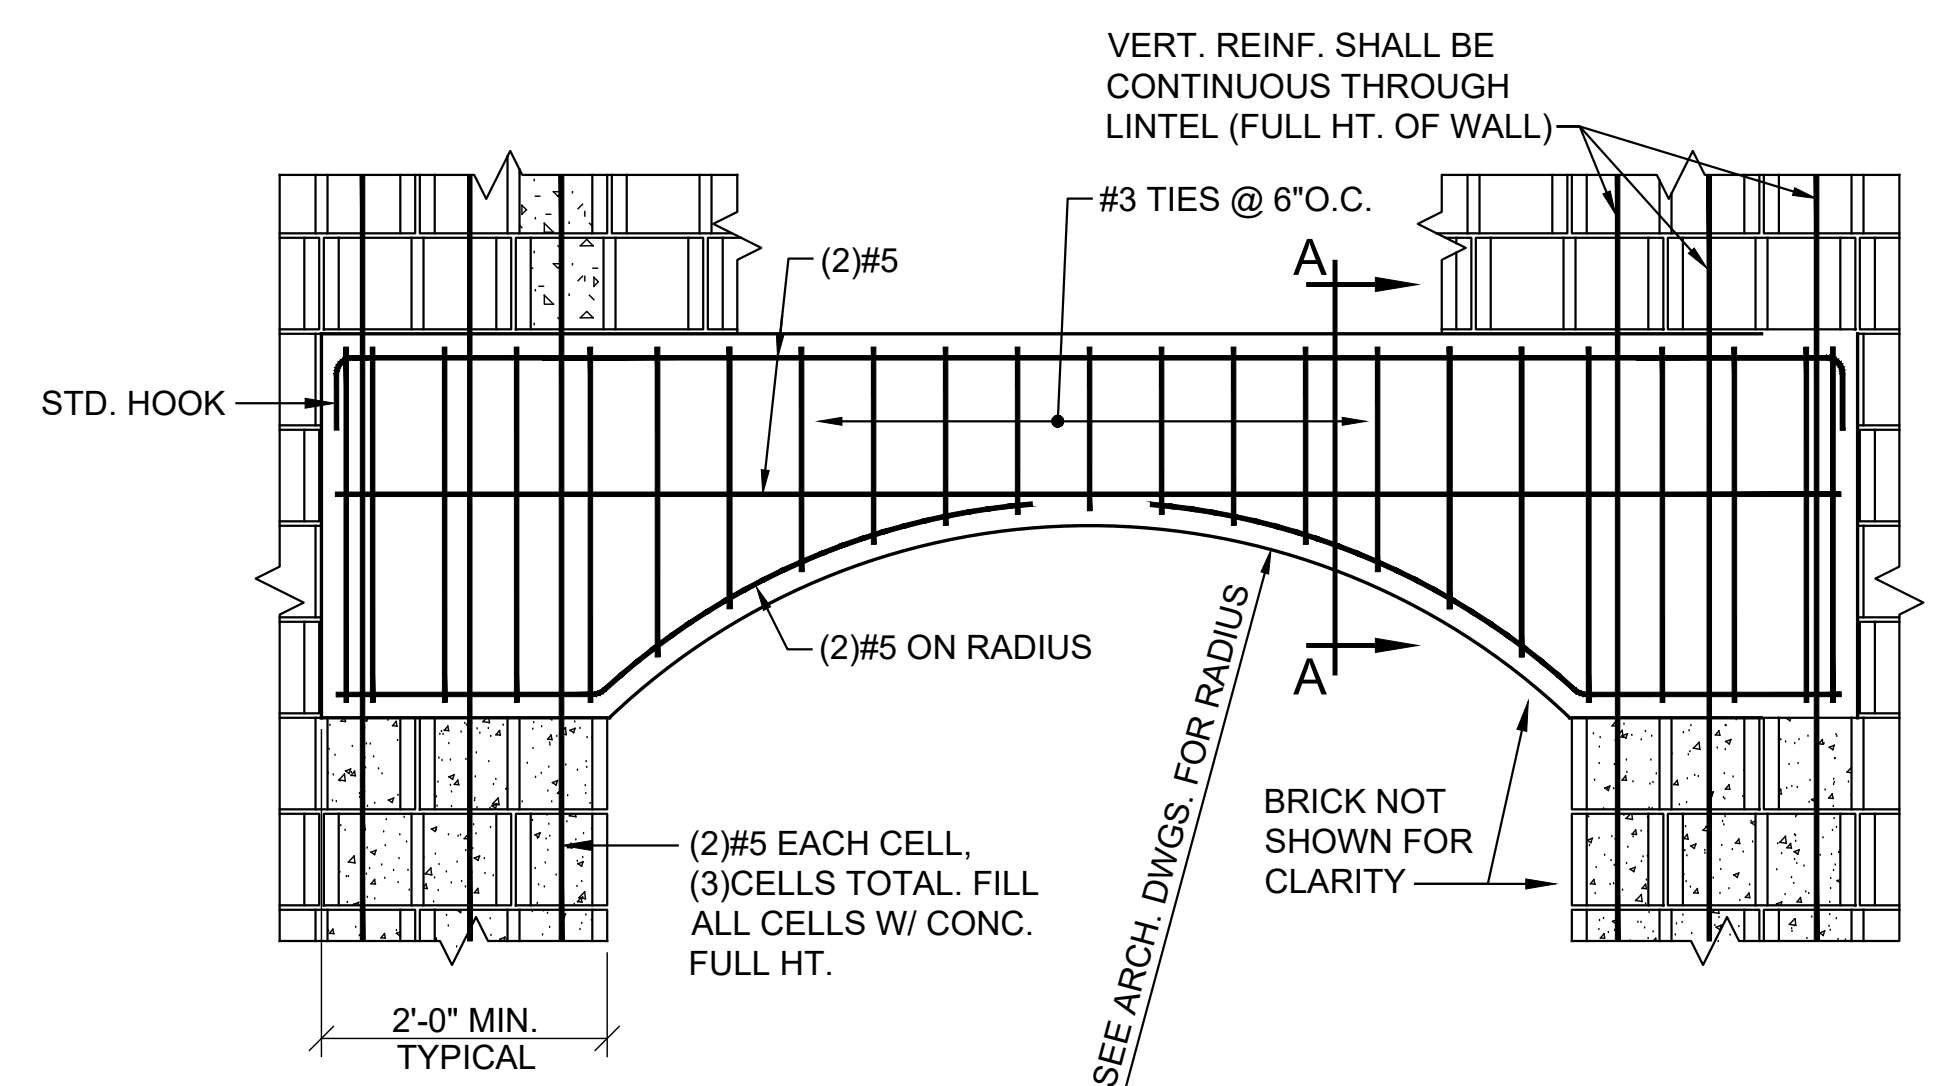 VERT. REINF. SHALL BE
CONTINUOUS THROUGH
LINTEL (FULL HT. OF WALL)
#3 TIES @ 6"O.C.
(2)#5
A
STD. HOOK
(2)#5 ON RADIUS
A
SEE ARCH. DWGS. FOR RADIUS
BRICK NOT
SHOWN FOR
CLARITY
(2)#5 EACH CELL,
(3)CELLS TOTAL. FILL
ALL CELLS W/ CONC.
FULL HT.
2'-0" MIN.
TYPICAL